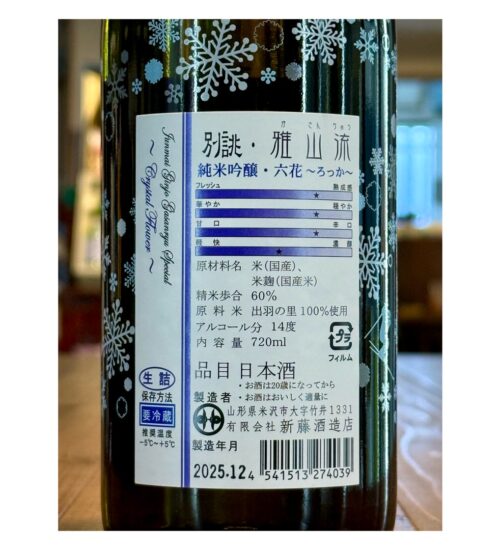 Junmai Ginjo Gasanryu Special
~ Crystal Flower ~
が さん りゅう
別誂・雅山流
純米吟醸・六花~ろっか~
フレッシュ 熟成感
華やか 穏やか
甘口 辛口
軽快 濃醇
原材料名 米(国産)、
米麹(国産米)
精米歩合 60%
原料米 出羽の里100%使用
アルコール分 14度
内容量 720ml
プラ
フィルム
生詰
保存方法
要冷蔵
推奨温度
-5℃~+5℃
品目 日本酒
・お酒は20歳になってから
・お酒はおいしく適量に
製造者
山形県米沢市大字竹井1331
有限会社 新藤酒造店
製造年月
2025.12
4 541513 274039